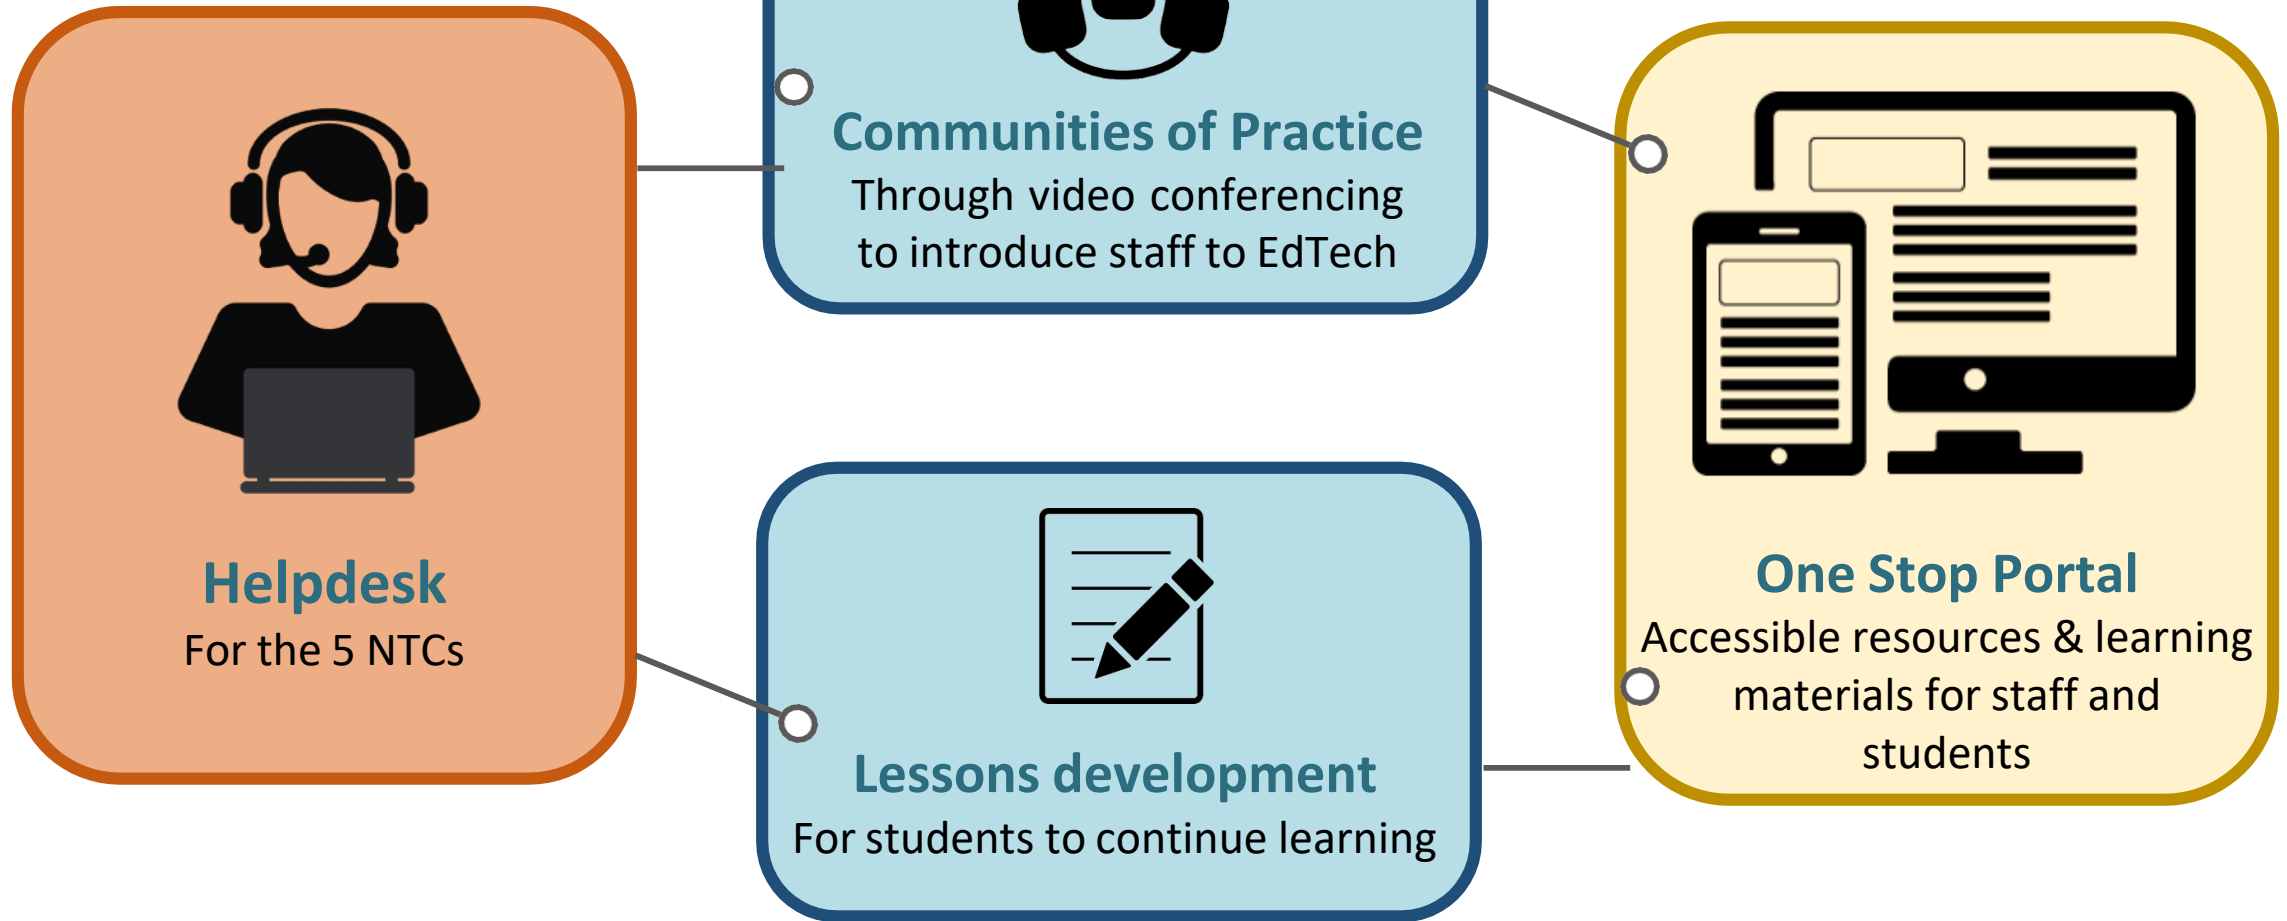 Helpdesk
For the 5 NTCs
Communities of Practice
Through video conferencing
to introduce staff to EdTech
Lessons development
For students to continue learning
One Stop Portal
Accessible resources & learning
materials for staff and
students